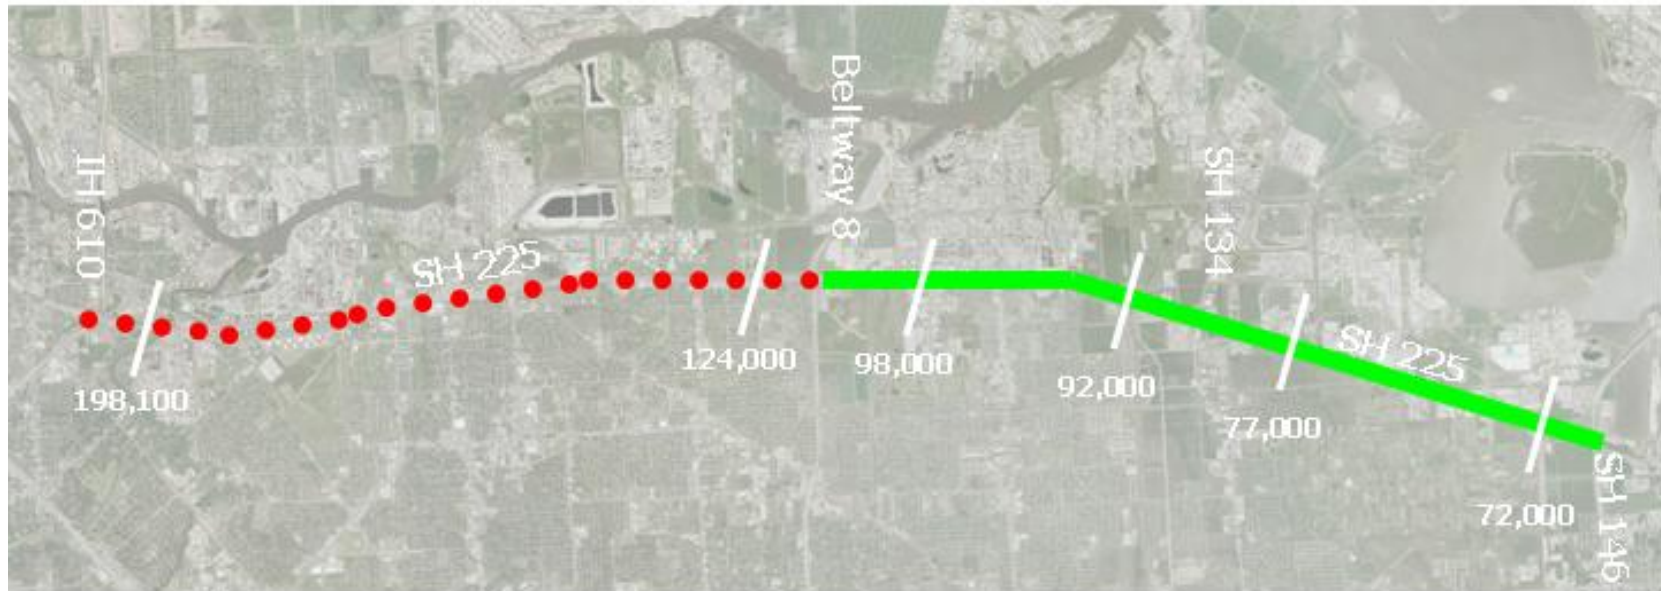 IH 610
198,100
SH 225
124,000
Beltway 8
98,000
92,000
SH 134
77,000
SH 225
72,000
SH 146